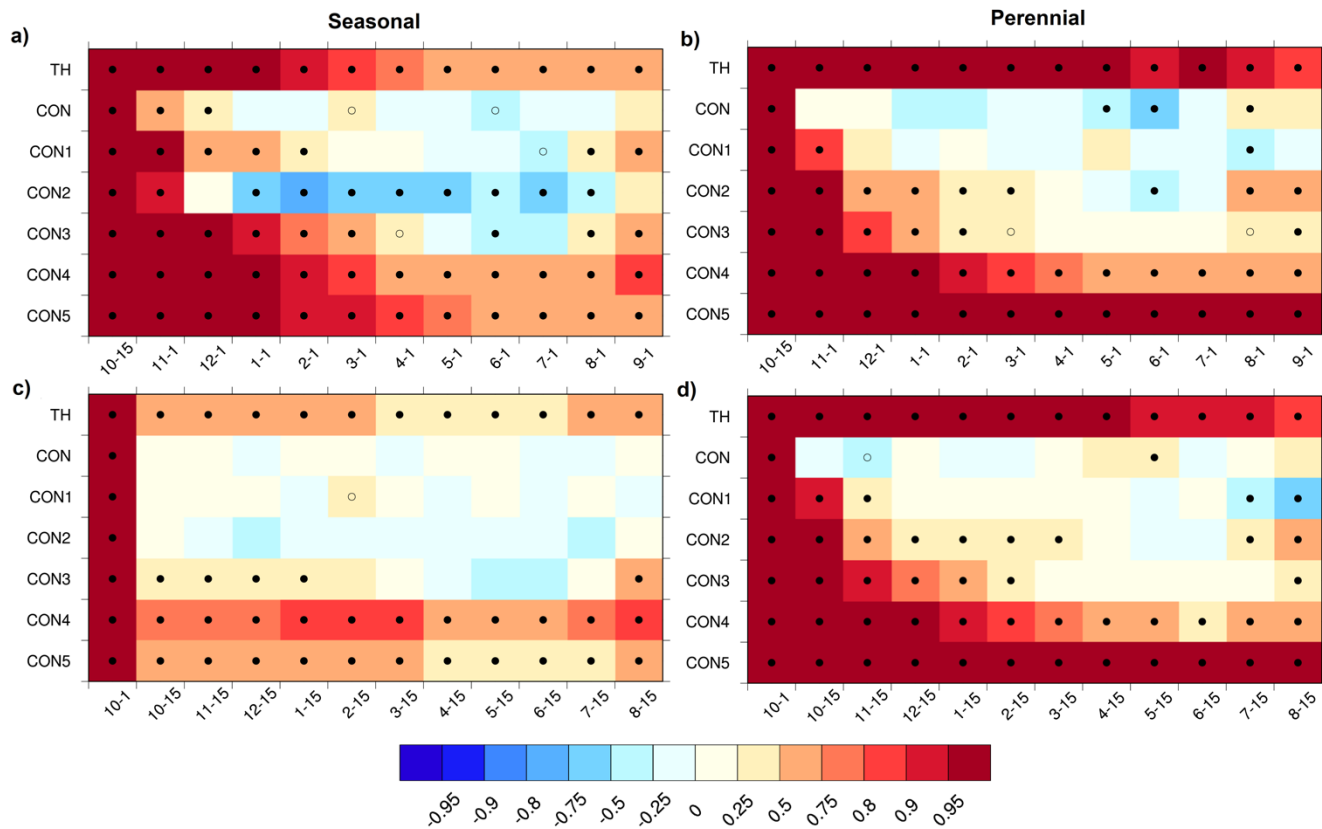 Seasonal
Perennial
a)
b)
TH
CON
CON1
CON2
CON3
CON4
CON5
10-15 11-1 12-1 1-1 2-1 3-1 4-1 5-1 6-1 7-1 8-1 9-1
TH
CON
CON1
CON2
CON3
CON4
CON5
10-15 11-1 12-1 1-1 2-1 3-1 4-1 5-1 6-1 7-1 8-1 9-1
c)
d)
TH
CON
CON1
CON2
CON3
CON4
CON5
10-1 10-15 11-15 12-15 1-15 2-15 3-15 4-15 5-15 6-15 7-15 8-15
TH
CON
CON1
CON2
CON3
CON4
CON5
10-1 10-15 11-15 12-15 1-15 2-15 3-15 4-15 5-15 6-15 7-15 8-15
-0.95 -0.9 -0.8 -0.75 -0.5 -0.25 0 0.25 0.5 0.75 0.8 0.9 0.95